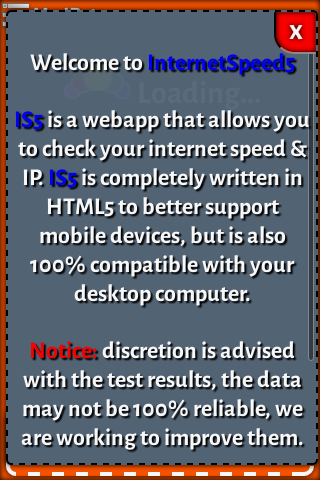 x
Welcome to InternetSpeed5
Loading...
IS5 is a webapp that allows you
to check your internet speed &
IP. IS5 is completely written in
HTML5 to better support
mobile devices, but is also
100% compatible with your
desktop computer.
Notice: discretion is advised
with the test results, the data
may not be 100% reliable, we
are working to improve them.